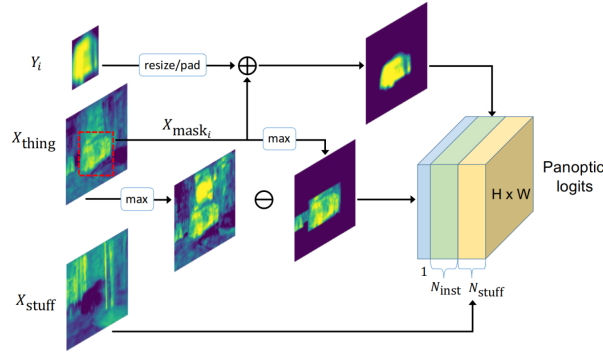 Y_i
resize/pad
X_thing
X_mask_i
max
max
Panoptic
logits
H x W
X_stuff
1
N_inst
N_stuff